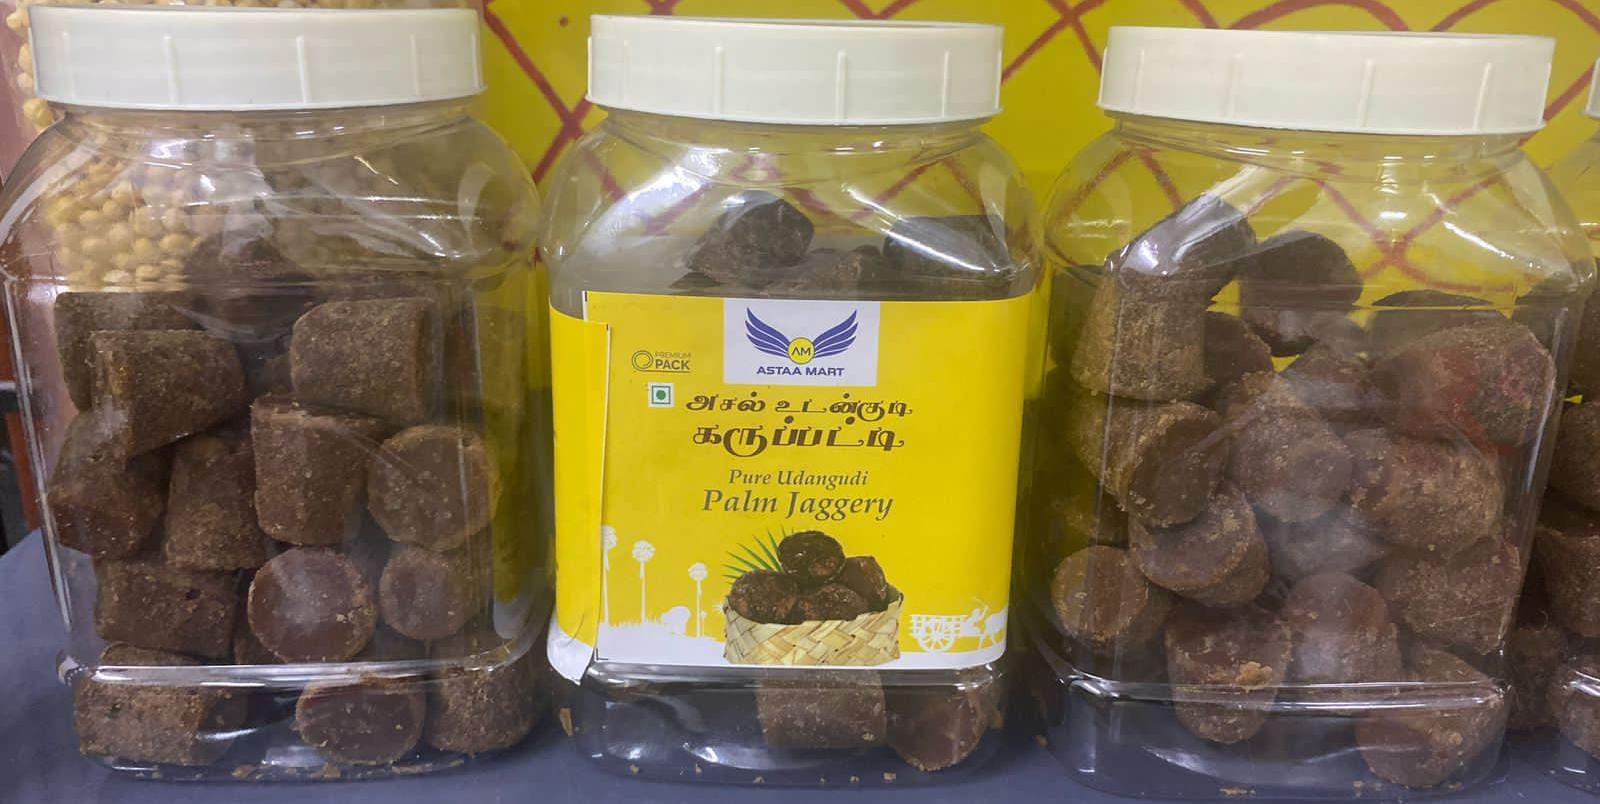 AM
ASTAA MART
PREMIUM
PACK
அசல் உடன்குடி
கருப்பட்டி
Pure Udangudi
Palm Jaggery